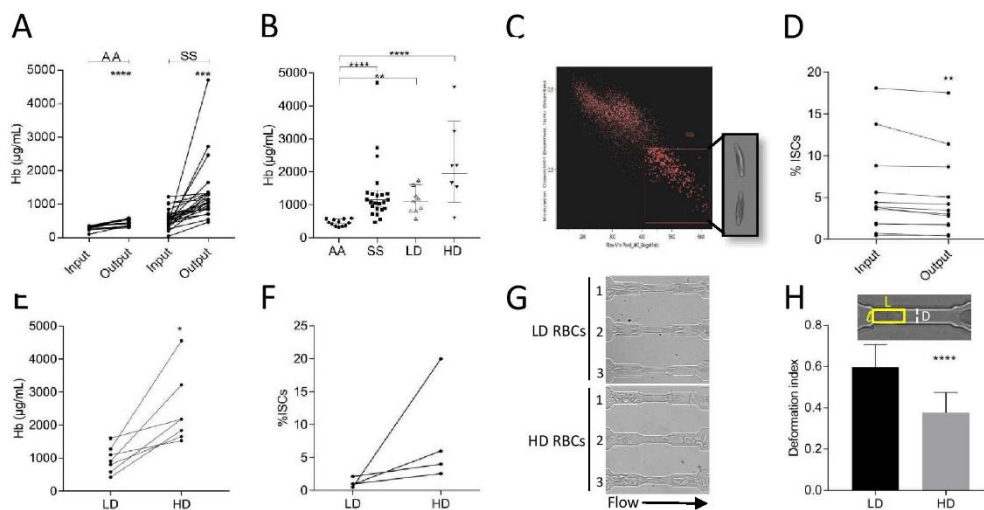 A
AA
SS
****
***
Hb (µg/mL)
5000
4000
3000
2000
1000
0
Input
Output
Input
Output
B
****
****
**
Hb (µg/mL)
5000
4000
3000
2000
1000
0
AA
SS
LD
HD
C
D
**
% ISCs
20
15
10
5
0
Input
Output
E
*
Hb (µg/mL)
5000
4000
3000
2000
1000
0
LD
HD
F
%ISCs
25
20
15
10
5
0
LD
HD
G
LD RBCs
1
2
3
HD RBCs
1
2
3
Flow
H
L
D
****
Deformation index
0.8
0.6
0.4
0.2
0.0
LD
HD